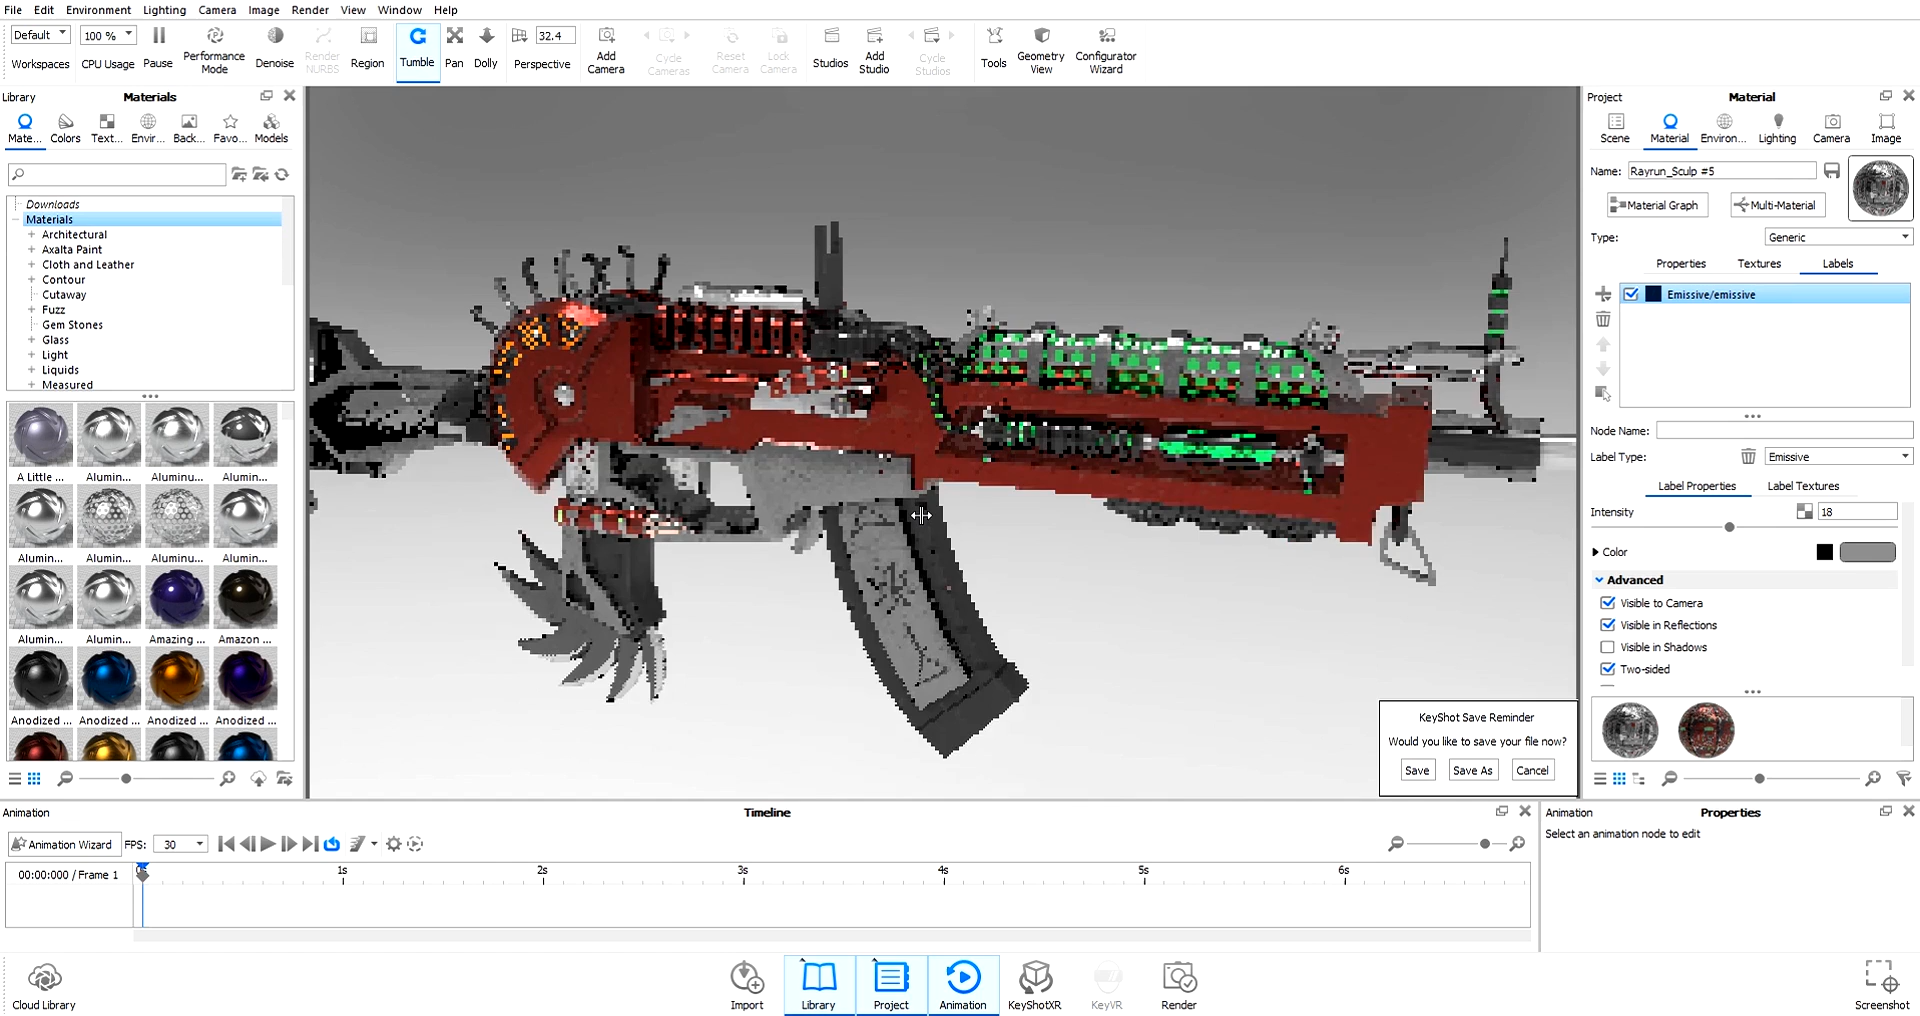 File Edit Environment Lighting Camera Image Render View Window Help
Default 100 % 32.4
Workspaces CPU Usage Pause Performance Mode Denoise Render NURBS Region Tumble Pan Dolly Perspective Add Camera Cycle Cameras Reset Camera Lock Camera Studios Add Studio Cycle Studios Tools Geometry View Configurator Wizard
Library Materials
Mate... Colors Text... Envir... Back... Favo... Models
Downloads
Materials
Architectural
Axalta Paint
Cloth and Leather
Contour
Cutaway
Fuzz
Gem Stones
Glass
Light
Liquids
Measured
A Little ... Alumin... Aluminu... Alumin...
Alumin... Alumin... Aluminu... Alumin...
Alumin... Alumin... Amazing ... Amazon ...
Anodized ... Anodized ... Anodized ... Anodized ...
Project Material
Scene Material Environ... Lighting Camera Image
Name: Rayrun_Sculp #5
Material Graph Multi-Material
Type: Generic
Properties Textures Labels
Emissive/emissive
Node Name:
Label Type: Emissive
Label Properties Label Textures
Intensity 18
Color
Advanced
Visible to Camera
Visible in Reflections
Visible in Shadows
Two-sided
KeyShot Save Reminder
Would you like to save your file now?
Save Save As Cancel
Animation Timeline
Animation Wizard FPS: 30
00:00:000 / Frame 1 1s 2s 3s 4s 5s 6s
Animation Properties
Select an animation node to edit
Cloud Library Import Library Project Animation KeyShotXR KeyVR Render Screenshot